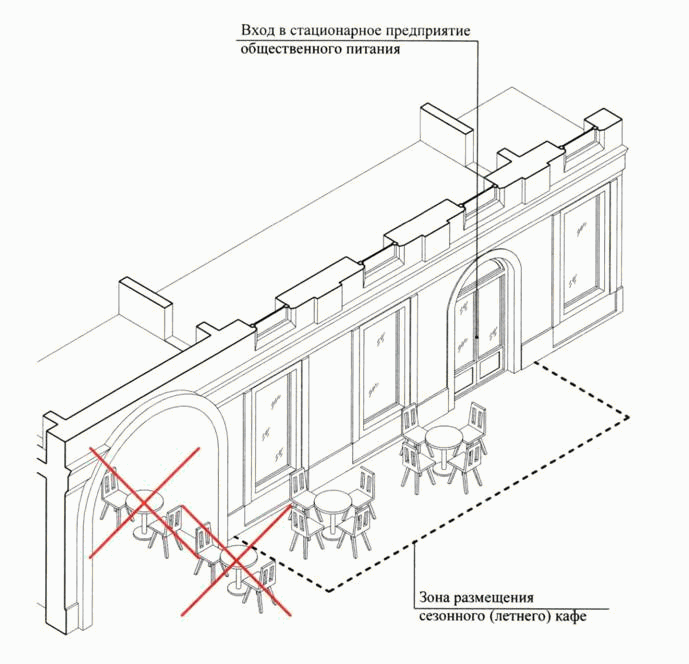 Вход в стационарное предприятие
общественного питания
Зона размещения
сезонного (летнего) кафе